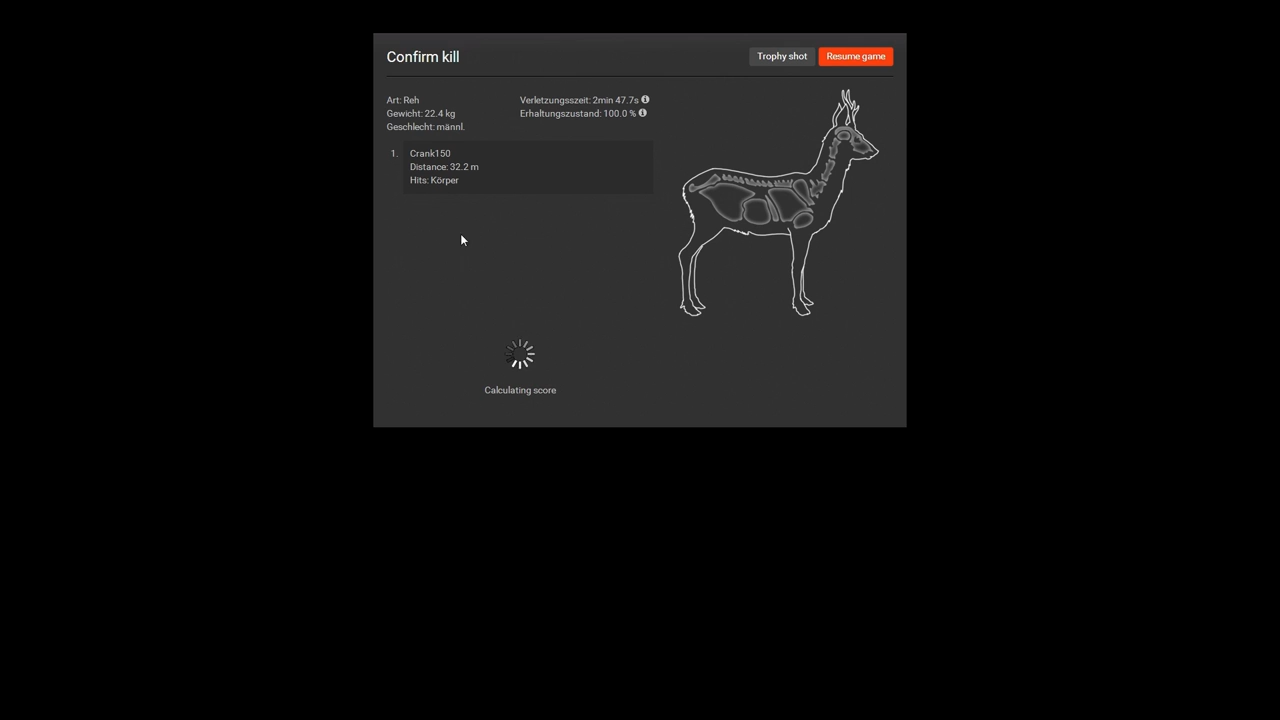 Confirm kill
Trophy shot
Resume game
Art: Reh
Gewicht: 22.4 kg
Geschlecht: männl.
Verletzungsszeit: 2min 47.7s
Erhaltungszustand: 100.0 %
1. Crank150
Distance: 32.2 m
Hits: Körper
Calculating score